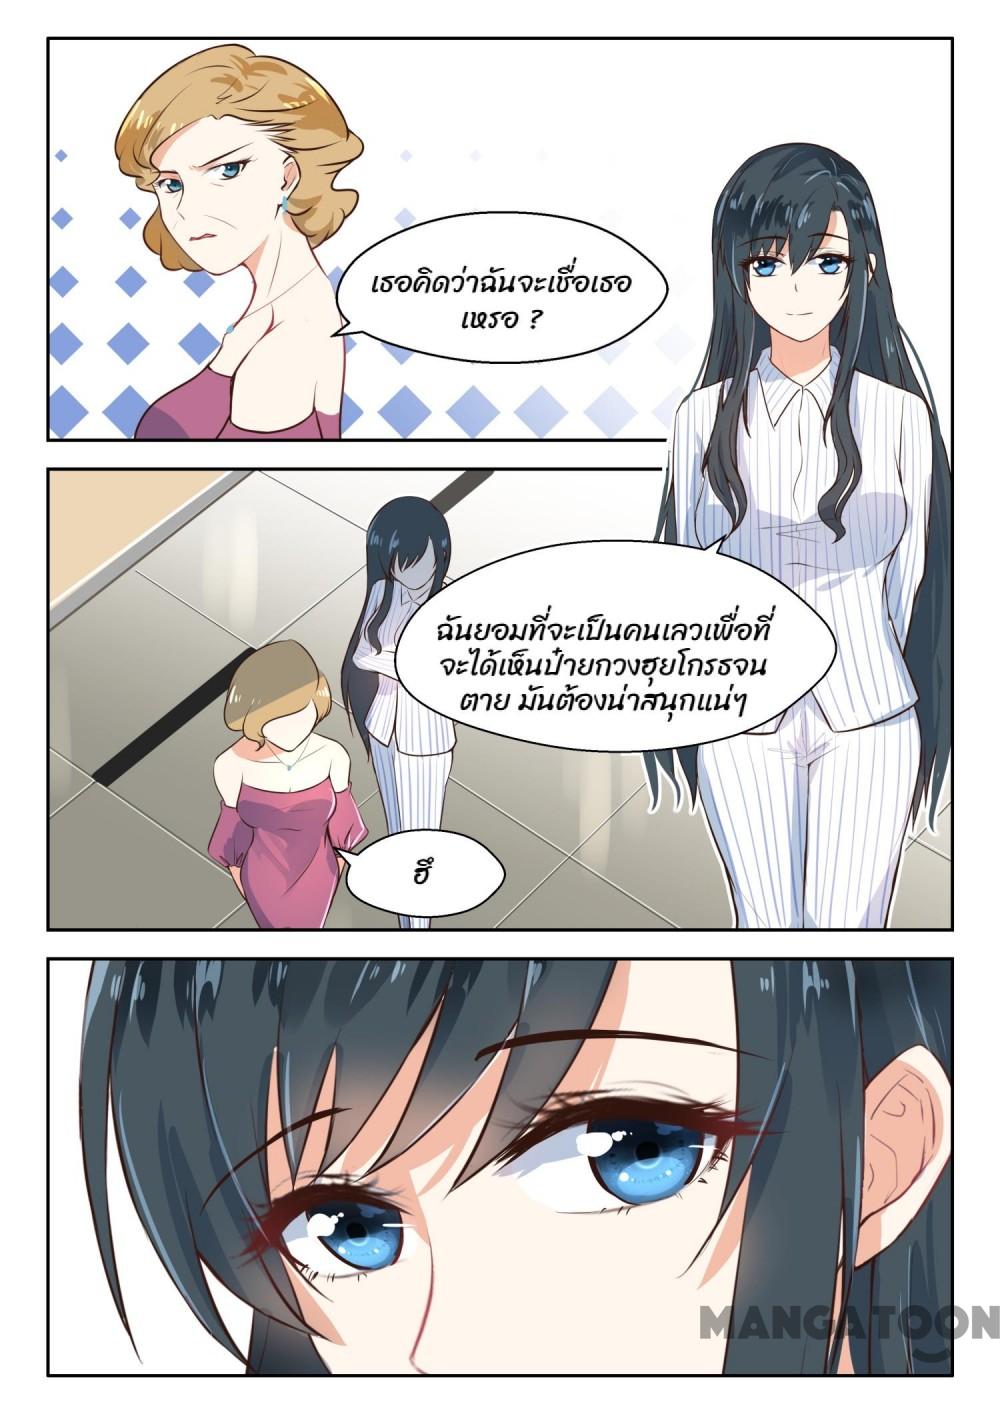 เธอคิดว่าฉันจะเชื่อเธอ
เหรอ ?
ฉันยอมที่จะเป็นคนเลวเพื่อที่
จะได้เห็นป๋ายกวงฮุยโกรธจน
ตาย มันต้องน่าสนุกแน่ๆ
ฮึ
MANGATOON